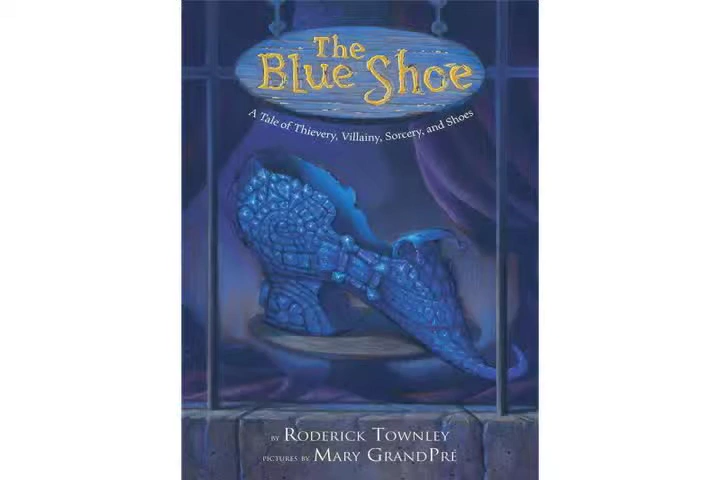 The
Blue Shoe
A Tale of Thievery, Villainy, Sorcery, and Shoes
BY RODERICK TOWNLEY
PICTURES BY MARY GRANDPRÉ